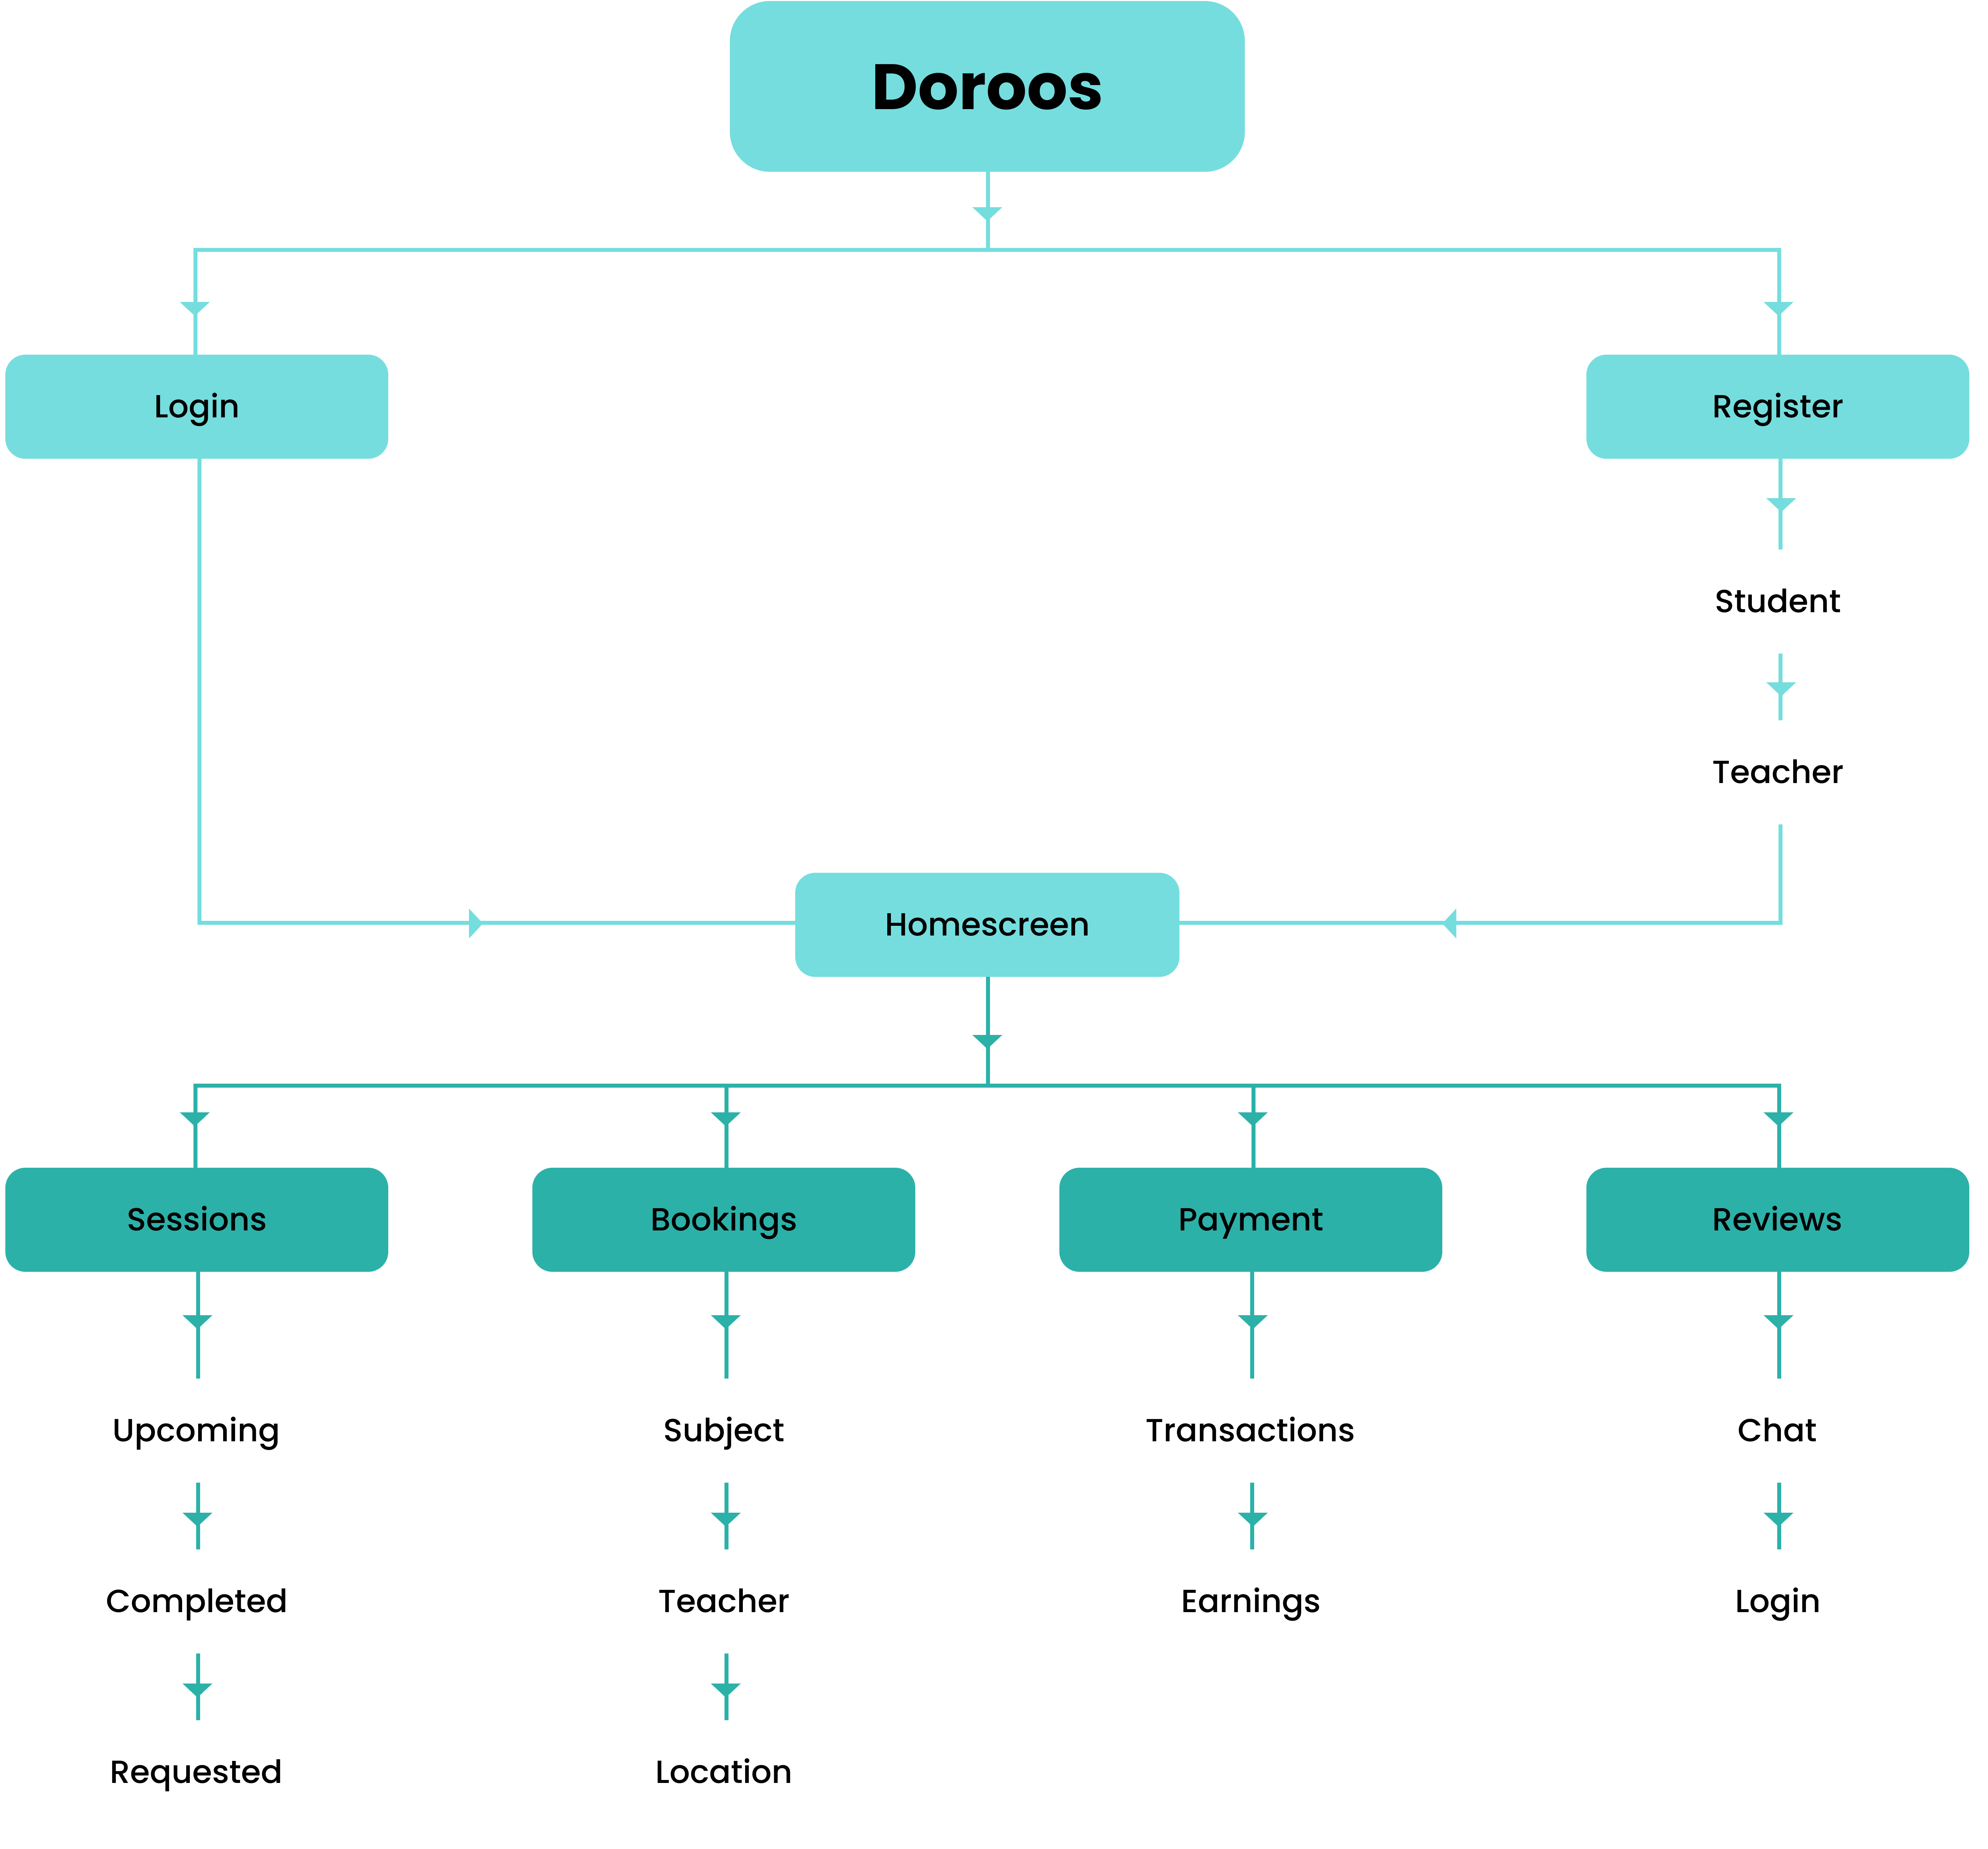 Doroos
Login
Register
Student
Teacher
Homescreen
Sessions
Bookings
Payment
Reviews
Upcoming
Subject
Transactions
Chat
Completed
Teacher
Earnings
Login
Requested
Location